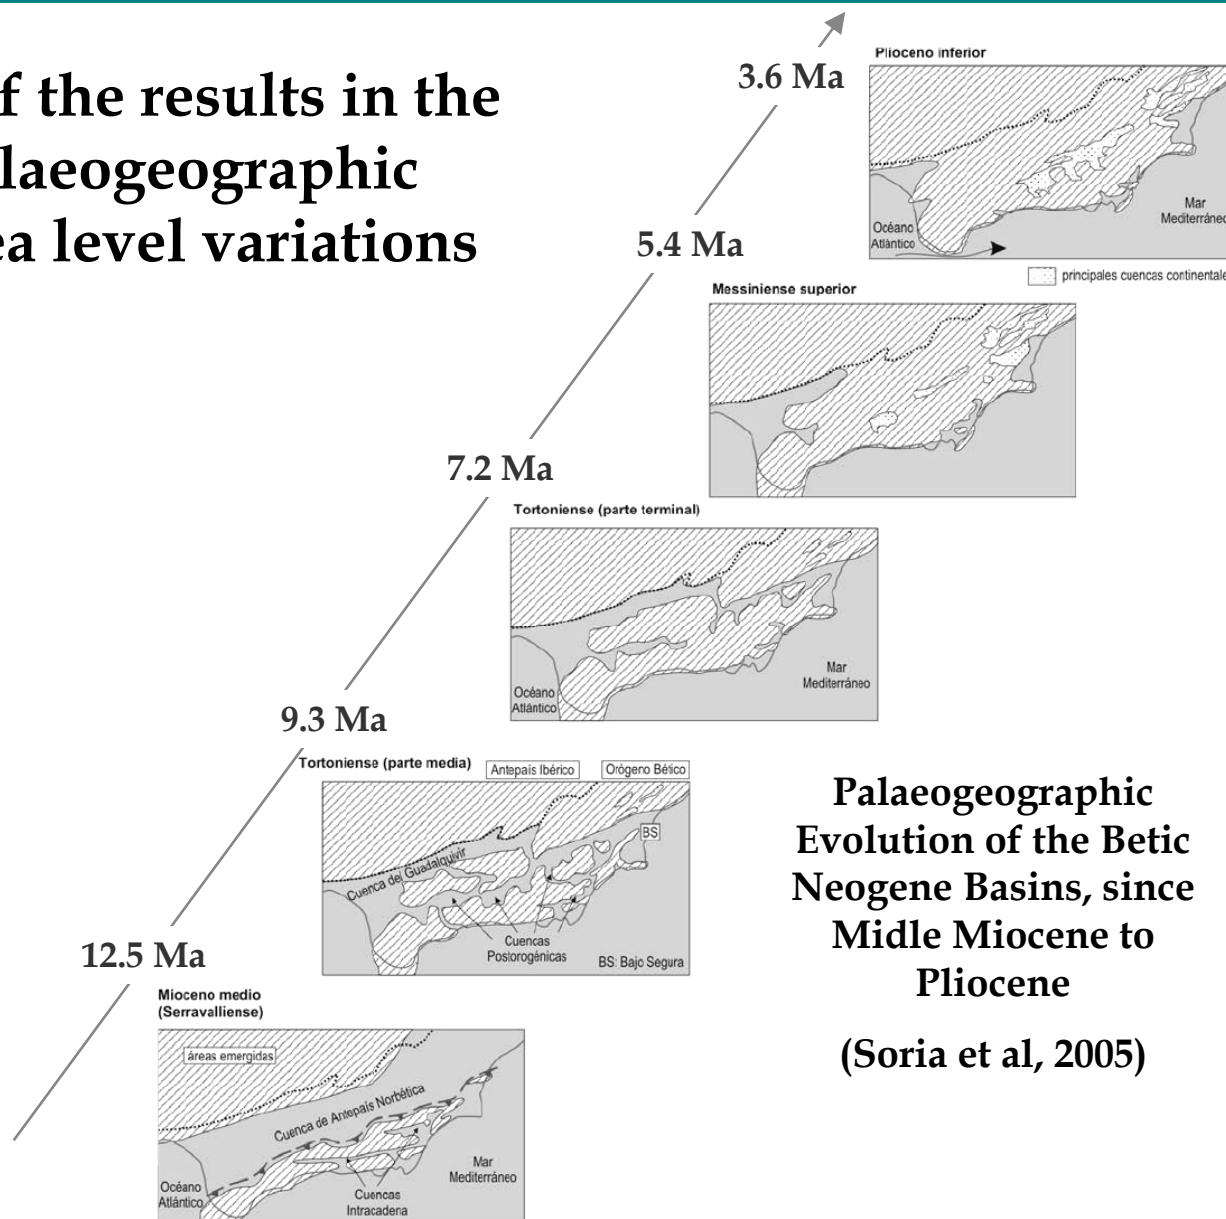 f the results in the
laeogeographic
ea level variations
3.6 Ma
Plioceno inferior
Océano
Atlántico
Mar
Mediterráneo
principales cuencas continentale
5.4 Ma
Messiniense superior
7.2 Ma
Tortoniense (parte terminal)
Océano
Atlántico
Mar
Mediterráneo
9.3 Ma
Tortoniense (parte media)
Antepaís Ibérico
Orógeno Bético
BS
Cuenca del Guadalquivir
Cuencas
Postorogénicas
BS: Bajo Segura
12.5 Ma
Mioceno medio
(Serravalliense)
áreas emergidas
Cuenca de Antepaís Norbética
Océano
Atlántico
Cuencas
Intracadena
Mar
Mediterráneo
Palaeogeographic
Evolution of the Betic
Neogene Basins, since
Midle Miocene to
Pliocene
(Soria et al, 2005)